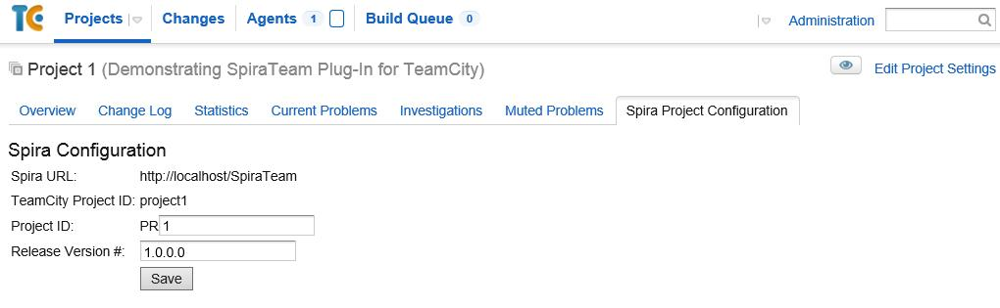 TC Projects Changes Agents 1 Build Queue 0 Administration
Project 1 (Demonstrating SpiraTeam Plug-In for TeamCity) Edit Project Settings
Overview Change Log Statistics Current Problems Investigations Muted Problems Spira Project Configuration
Spira Configuration
Spira URL: http://localhost/SpiraTeam
TeamCity Project ID: project1
Project ID: PR 1
Release Version #: 1.0.0.0
Save